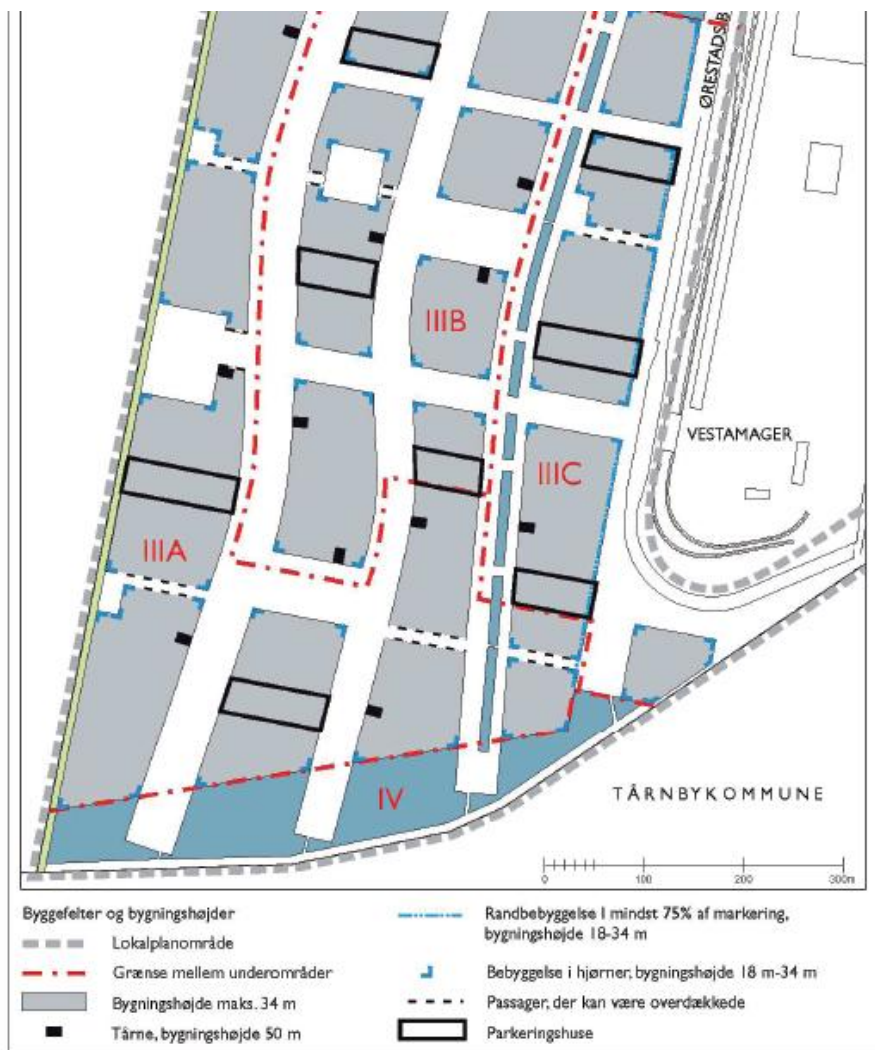 ØRESTADS B
IIIB
VESTAMAGER
IIIC
IIIA
IV
TÅRNBYKOMMUNE
0 100 200 300m
Byggefelter og bygningshøjder
Lokalplanområde
Grænse mellem underområder
Bygningshøjde maks. 34 m
Tårne, bygningshøjde 50 m
Randbebyggelse I mindst 75% af markering,
bygningshøjde 18-34 m
Bebyggelse i hjørner, bygningshøjde 18 m-34 m
Passager, der kan være overdækkede
Parkeringshuse